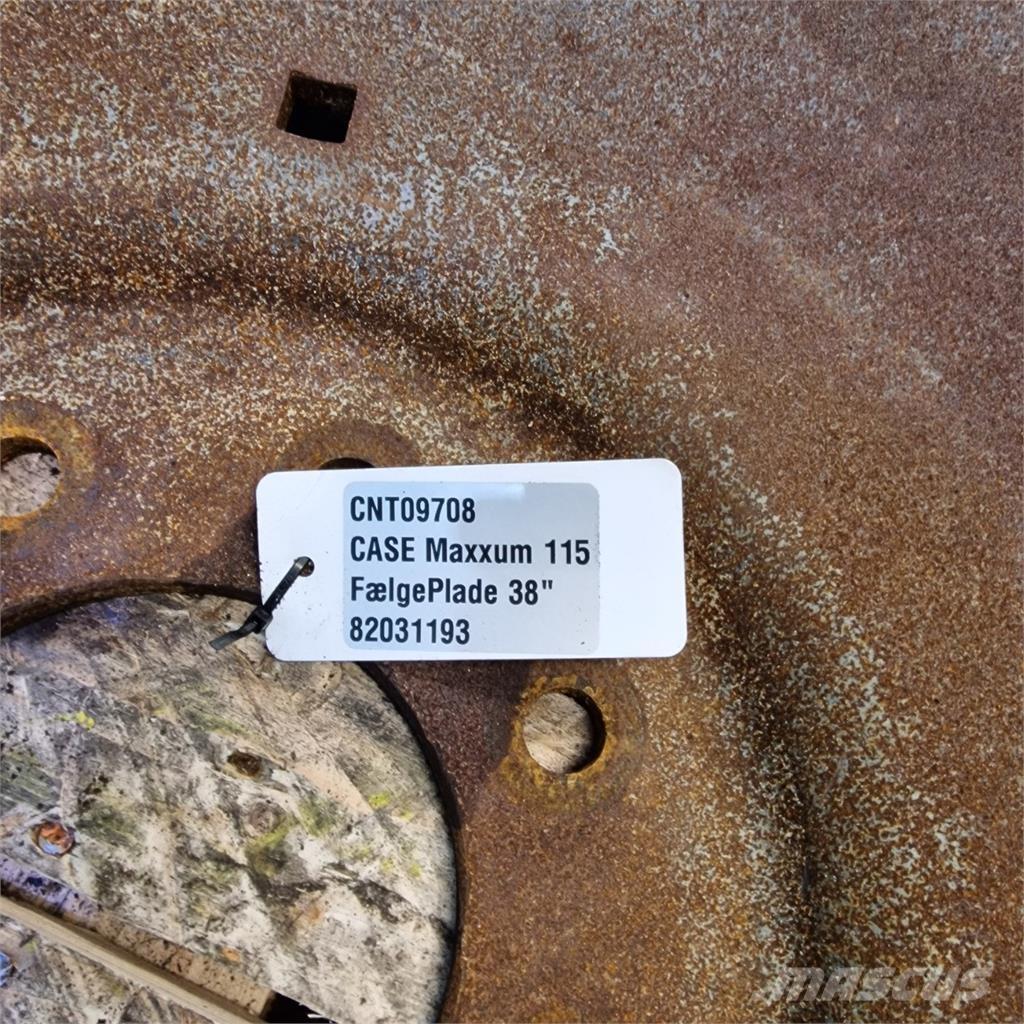 CNT09708
CASE Maxxum 115
FælgePlade 38"
82031193
MASCUS